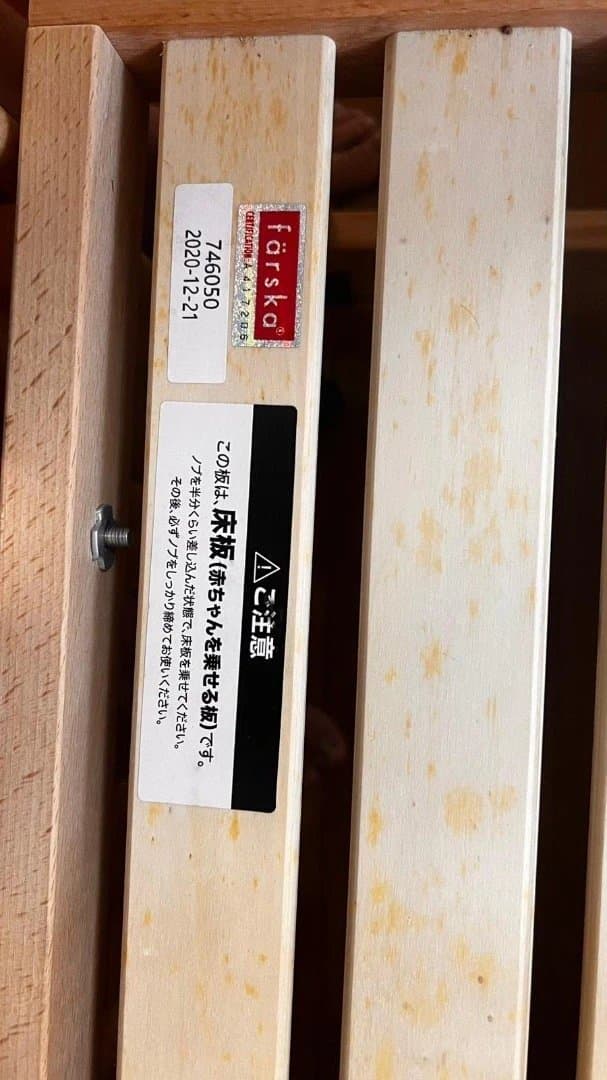 färska®
CERTIFICATION A 417206
746050
2020-12-21
ご注意
この板は、床板(赤ちゃんを乗せる板)です。
ノブを半分くらい差し込んだ状態で、床板を乗せてください。
その後、必ずノブをしっかり締めてお使いください。